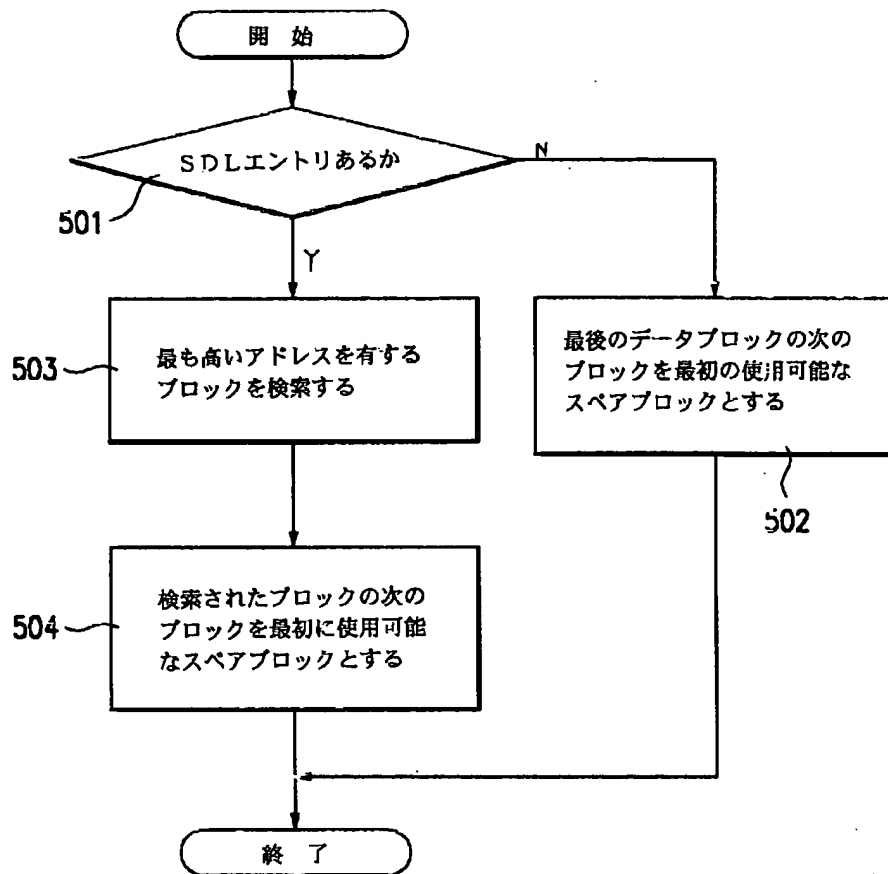 開始
SDLエントリあるか
N
501
Y
503
最も高いアドレスを有する
ブロックを検索する
最後のデータブロックの次の
ブロックを最初の使用可能な
スペアブロックとする
502
504
検索されたブロックの次の
ブロックを最初に使用可能
なスペアブロックとする
終了